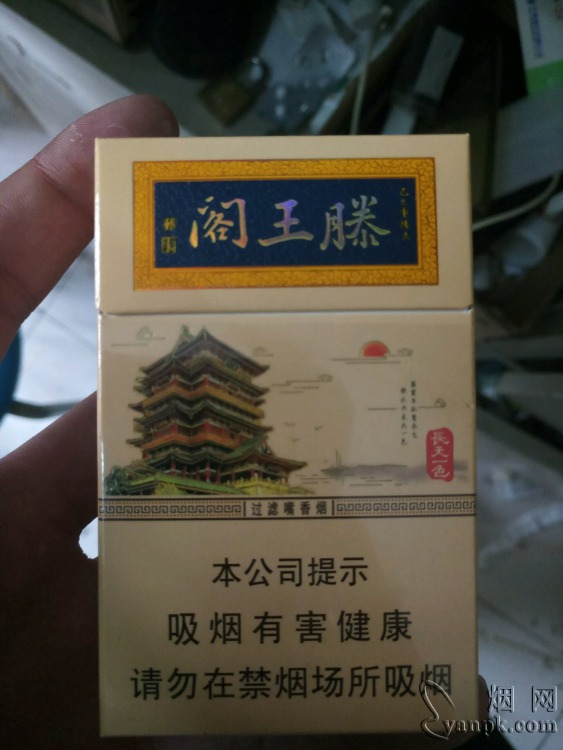 滕王阁
長天一色
过滤嘴香烟
本公司提示
吸烟有害健康
请勿在禁烟场所吸烟
烟网
yanpk.com